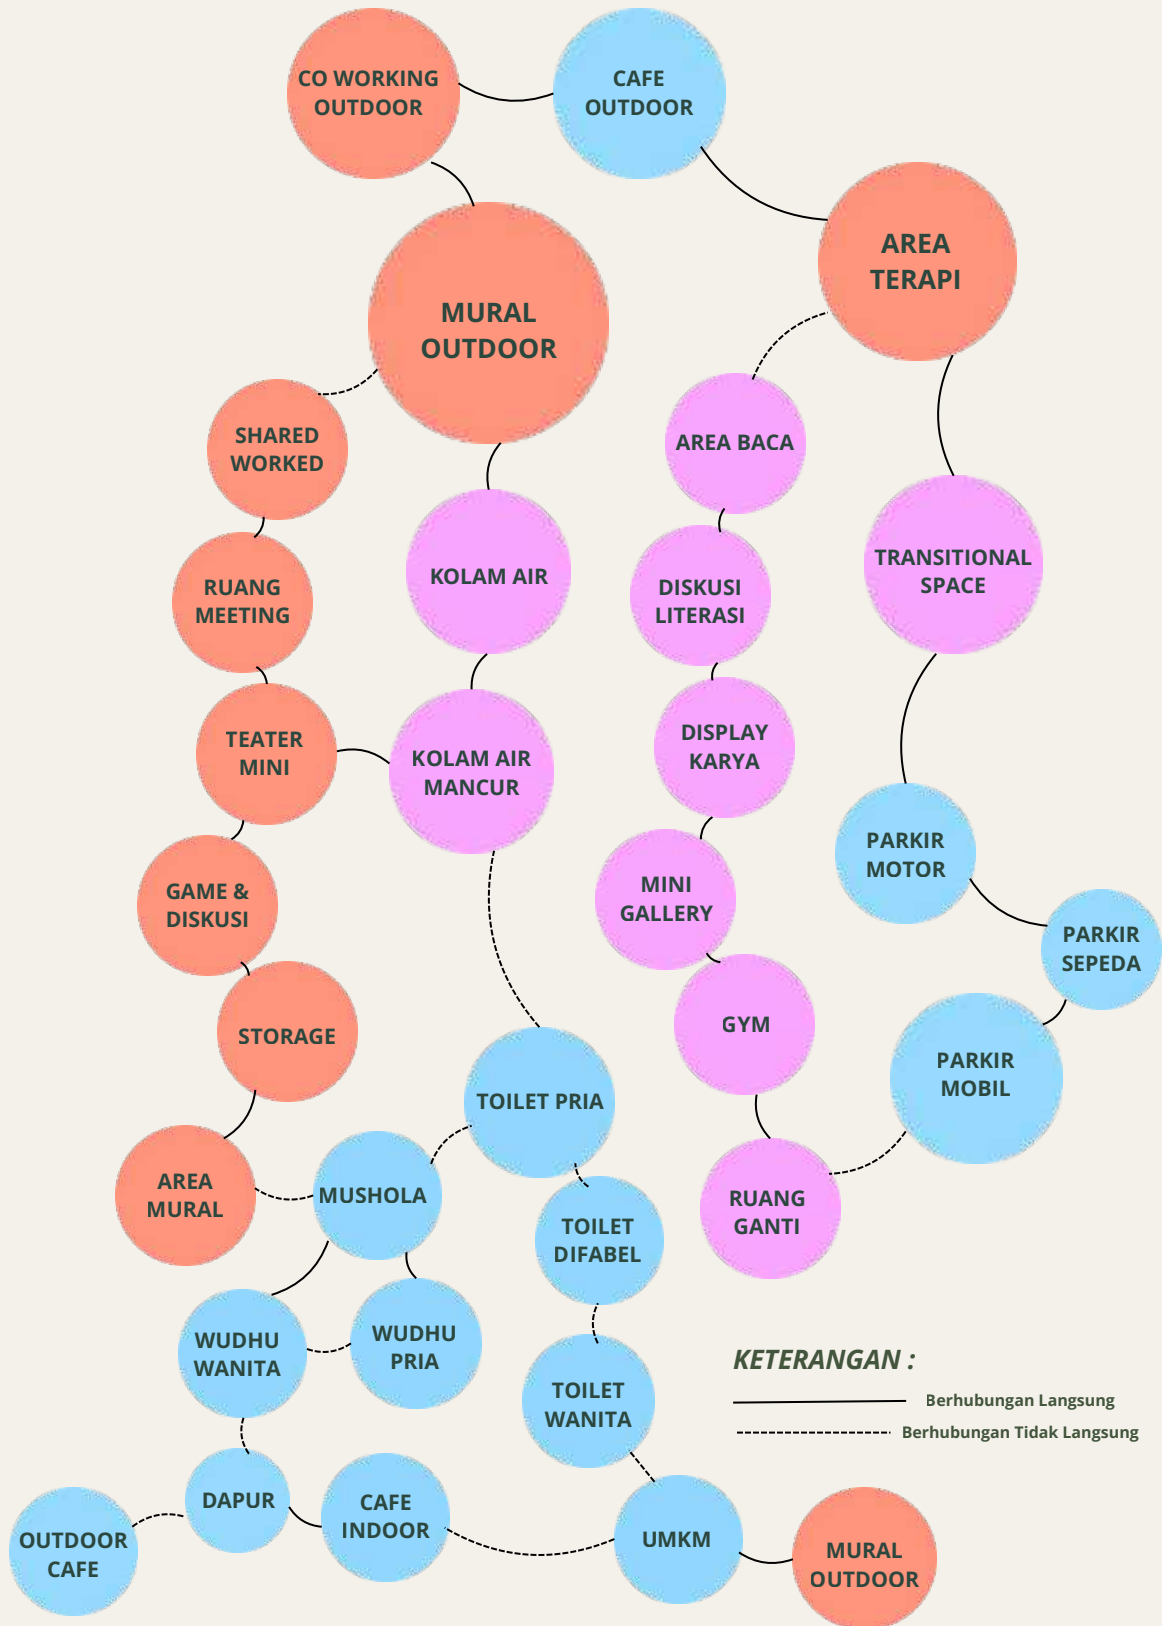 CO WORKING
OUTDOOR
CAFE
OUTDOOR
AREA
TERAPI
MURAL
OUTDOOR
SHARED
WORKED
AREA BACA
KOLAM AIR
TRANSITIONAL
SPACE
RUANG
MEETING
DISKUSI
LITERASI
TEATER
MINI
KOLAM AIR
MANCUR
DISPLAY
KARYA
PARKIR
MOTOR
GAME &
DISKUSI
MINI
GALLERY
PARKIR
SEPEDA
STORAGE
GYM
PARKIR
MOBIL
TOILET PRIA
AREA
MURAL
MUSHOLA
RUANG
GANTI
TOILET
DIFABEL
WUDHU
WANITA
WUDHU
PRIA
TOILET
WANITA
KETERANGAN :
Berhubungan Langsung
Berhubungan Tidak Langsung
OUTDOOR
CAFE
DAPUR
CAFE
INDOOR
UMKM
MURAL
OUTDOOR